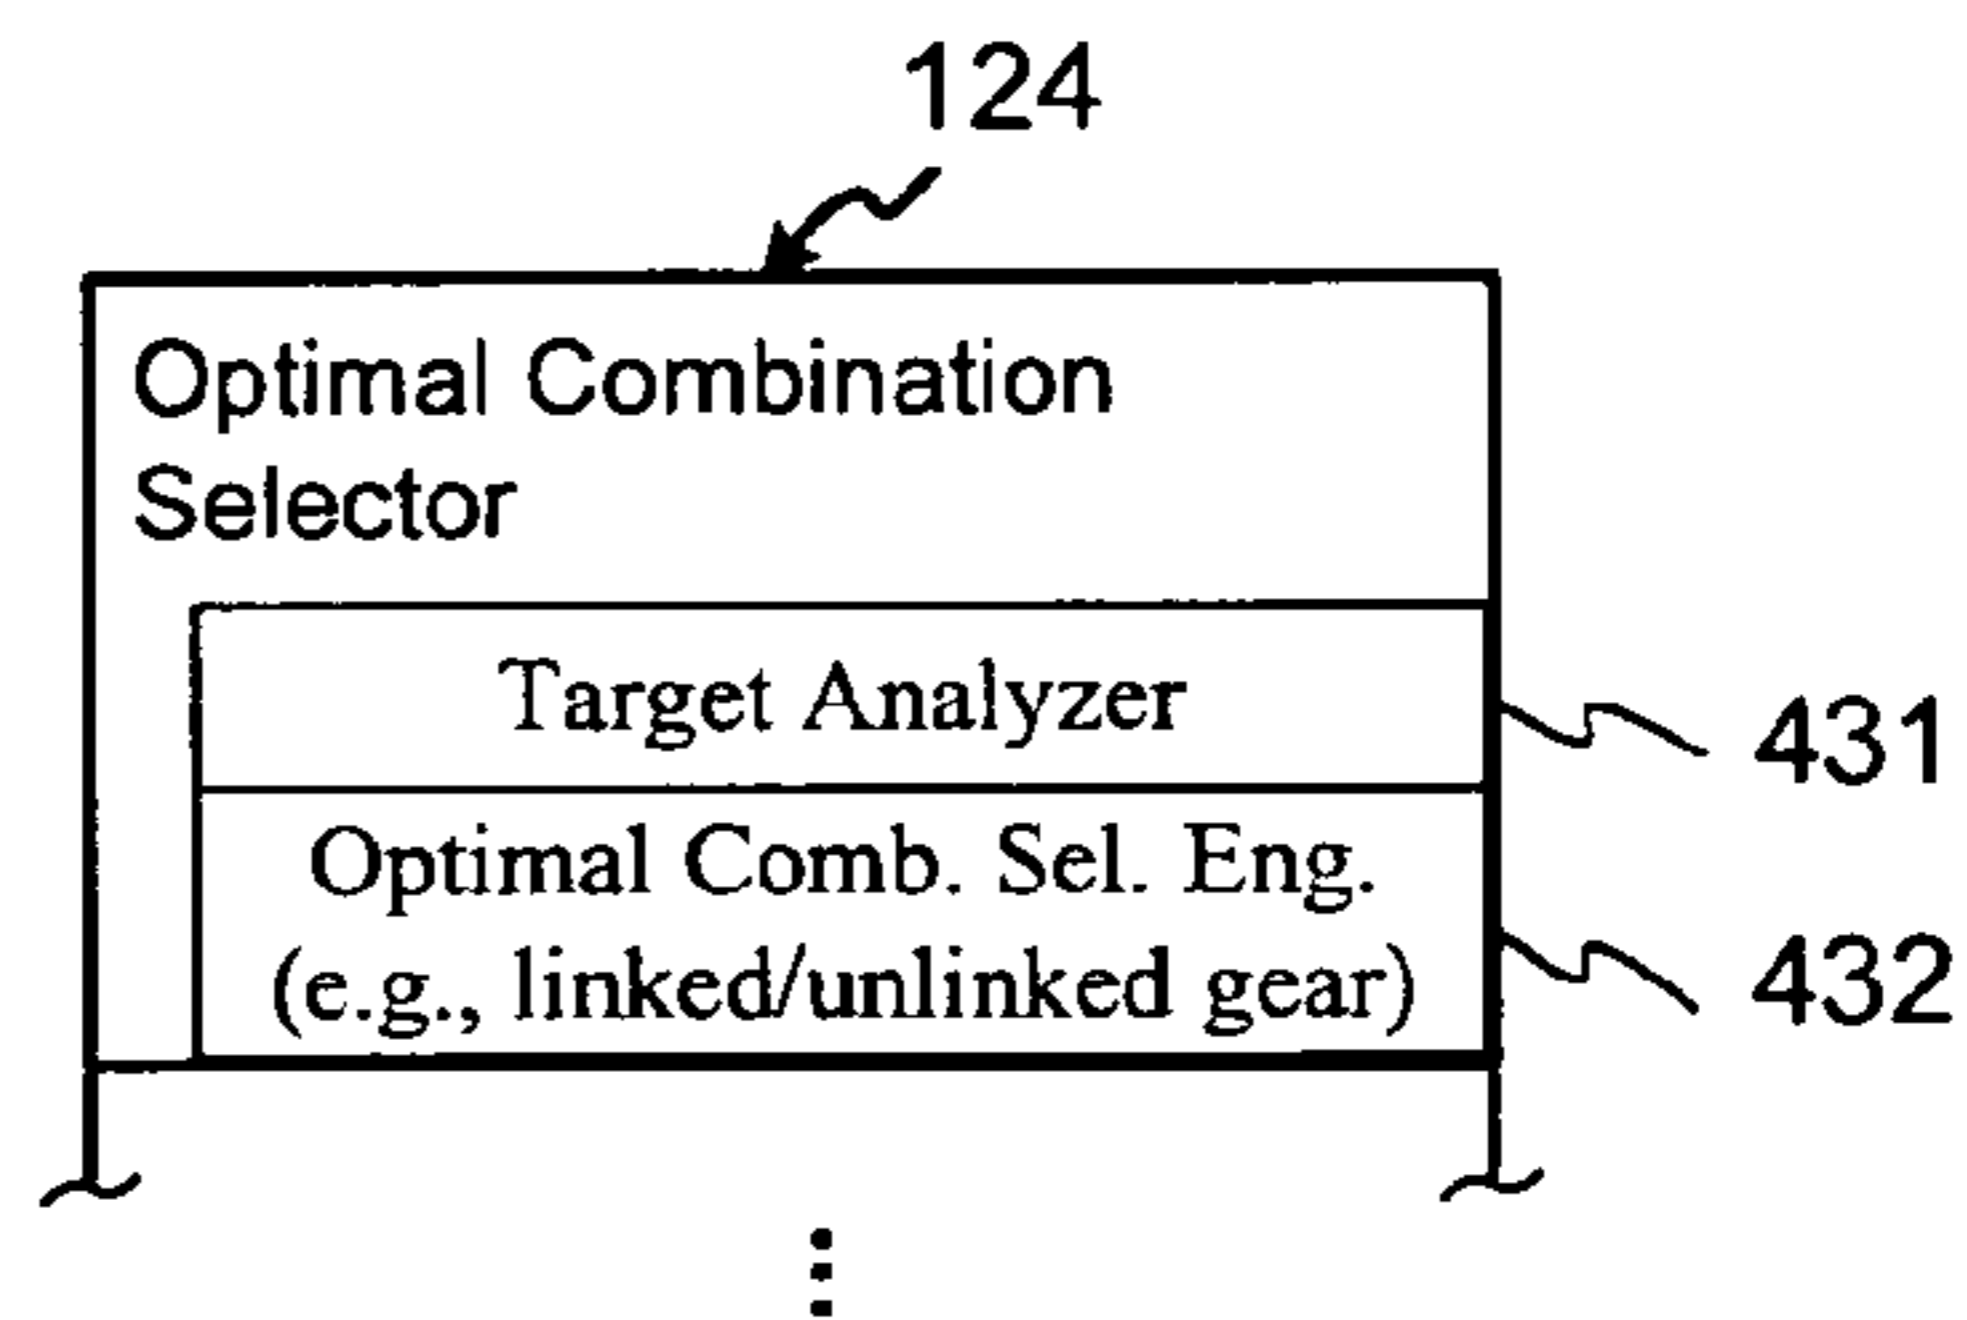 124
Optimal Combination
Selector
Target Analyzer
431
Optimal Comb. Sel. Eng.
(e.g., linked/unlinked gear)
432